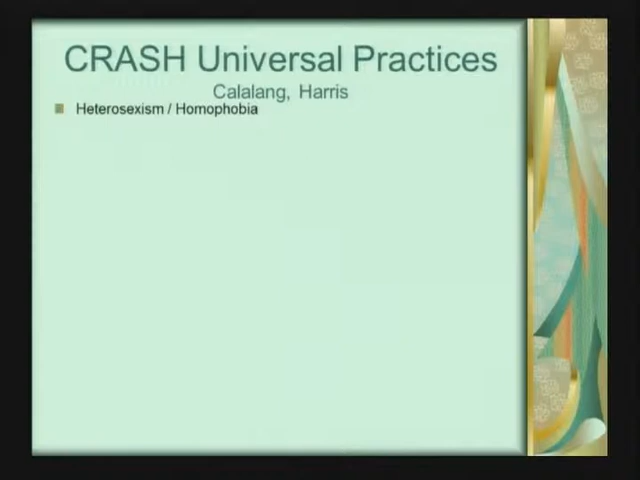 CRASH Universal Practices
Calalang, Harris
Heterosexism / Homophobia